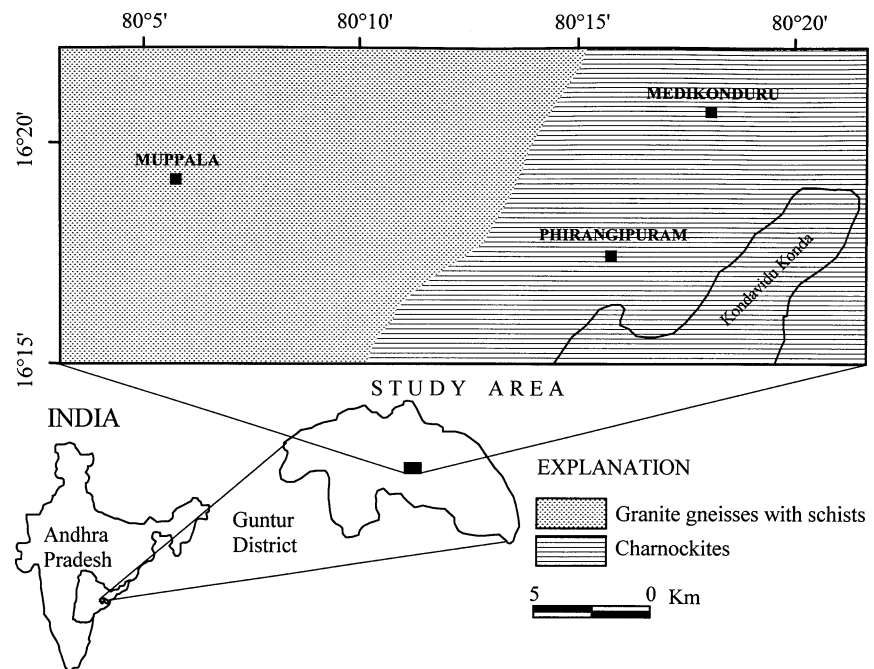 80°5' 80°10' 80°15' 80°20'
MEDIKONDURU
16°20'
MUPPALA
PHIRANGIPURAM
Kondavidu Konda
16°15'
STUDY AREA
INDIA
EXPLANATION
Granite gneisses with schists
Guntur
District
Andhra
Pradesh
Charnockites
5 0 Km